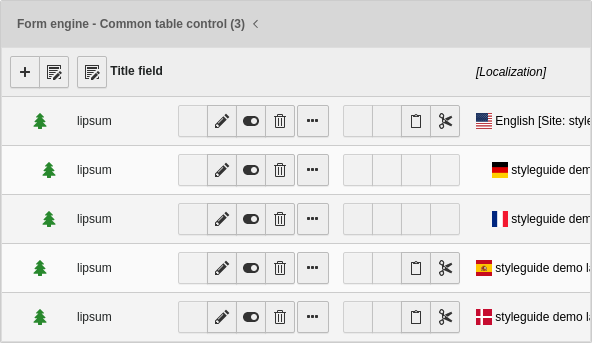 Form engine - Common table control (3)
Title field [Localization]
lipsum English [Site: style
lipsum styleguide dem
lipsum styleguide dem
lipsum styleguide demo la
lipsum styleguide demo la